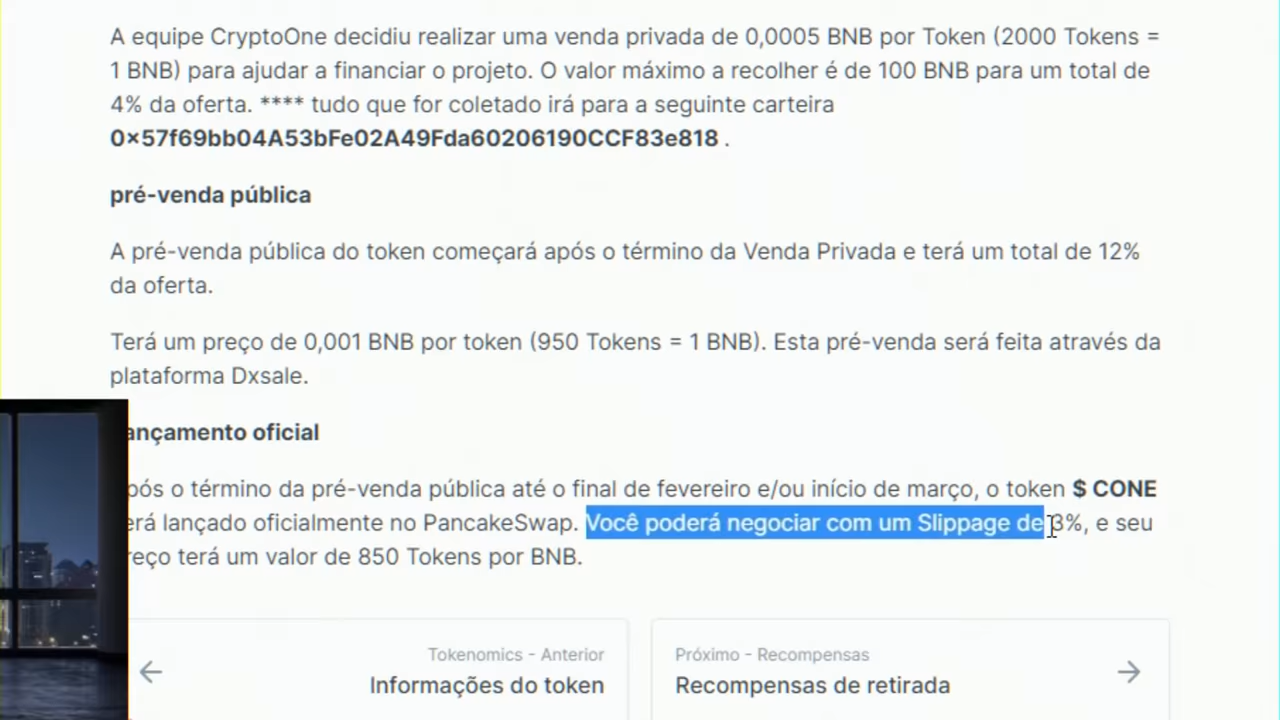 A equipe CryptoOne decidiu realizar uma venda privada de 0,0005 BNB por Token (2000 Tokens =
1 BNB) para ajudar a financiar o projeto. O valor máximo a recolher é de 100 BNB para um total de
4% da oferta. **** tudo que for coletado irá para a seguinte carteira
0×57f69bb04A53bFe02A49Fda60206190CCF83e818 .
pré-venda pública
A pré-venda pública do token começará após o término da Venda Privada e terá um total de 12%
da oferta.
Terá um preço de 0,001 BNB por token (950 Tokens = 1 BNB). Esta pré-venda será feita através da
plataforma Dxsale.
ançamento oficial
pós o término da pré-venda pública até o final de fevereiro e/ou início de março, o token $ CONE
erá lançado oficialmente no PancakeSwap. Você poderá negociar com um Slippage de 3%, e seu
reço terá um valor de 850 Tokens por BNB.
Tokenomics - Anterior
Informações do token
Próximo - Recompensas
Recompensas de retirada